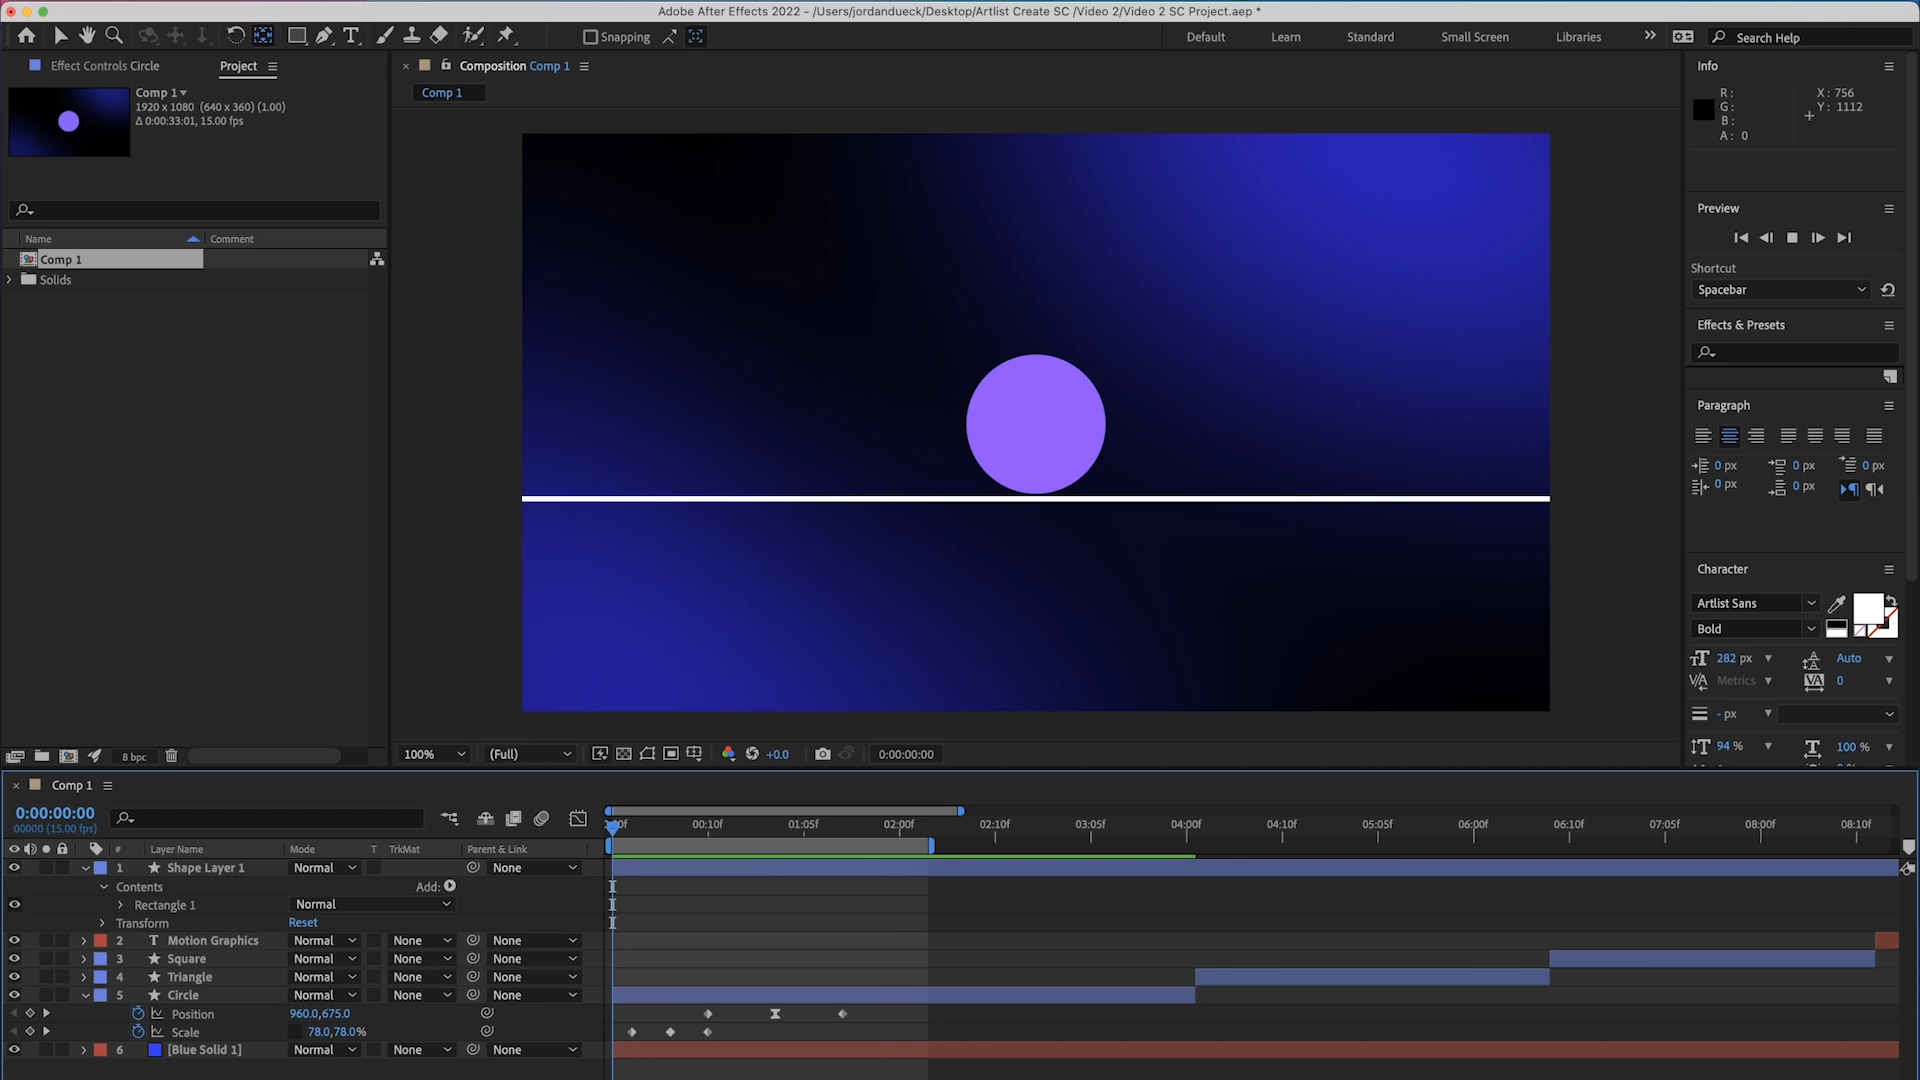 Adobe After Effects 2022 - /Users/jordandueck/Desktop/Artlist Create SC /Video 2/Video 2 SC Project.aep *
Snapping
Default Learn Standard Small Screen Libraries Search Help
Effect Controls Circle Project
Composition Comp 1
Comp 1
Comp 1
1920 x 1080 (640 x 360) (1.00)
Δ 0:00:33:01, 15.00 fps
Name Comment
Comp 1
Solids
8 bpc
Info
R :
G :
B :
A : 0
X : 756
Y : 1112
Preview
Shortcut
Spacebar
Effects & Presets
Paragraph
0 px 0 px 0 px
0 px 0 px
Character
Artlist Sans
Bold
282 px Auto
Metrics 0
- px
94 % 100 %
100% (Full) +0.0 0:00:00:00
Comp 1
0:00:00:00
00000 (15.00 fps)
00:10f 01:05f 02:00f 02:10f 03:05f 04:00f 04:10f 05:05f 06:00f 06:10f 07:05f 08:00f 08:10f
# Layer Name Mode T TrkMat Parent & Link
1 Shape Layer 1 Normal None
Contents Add:
Rectangle 1 Normal
Transform Reset
2 T Motion Graphics Normal None None
3 Square Normal None None
4 Triangle Normal None None
5 Circle Normal None None
Position 960.0,675.0
Scale 78.0,78.0%
6 [Blue Solid 1] Normal None None